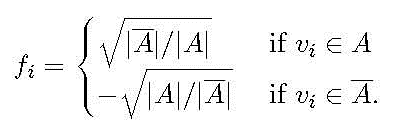 f_i = { √(|A̅|/|A|) if v_i ∈ A
−√(|A|/|A̅|) if v_i ∈ A̅.